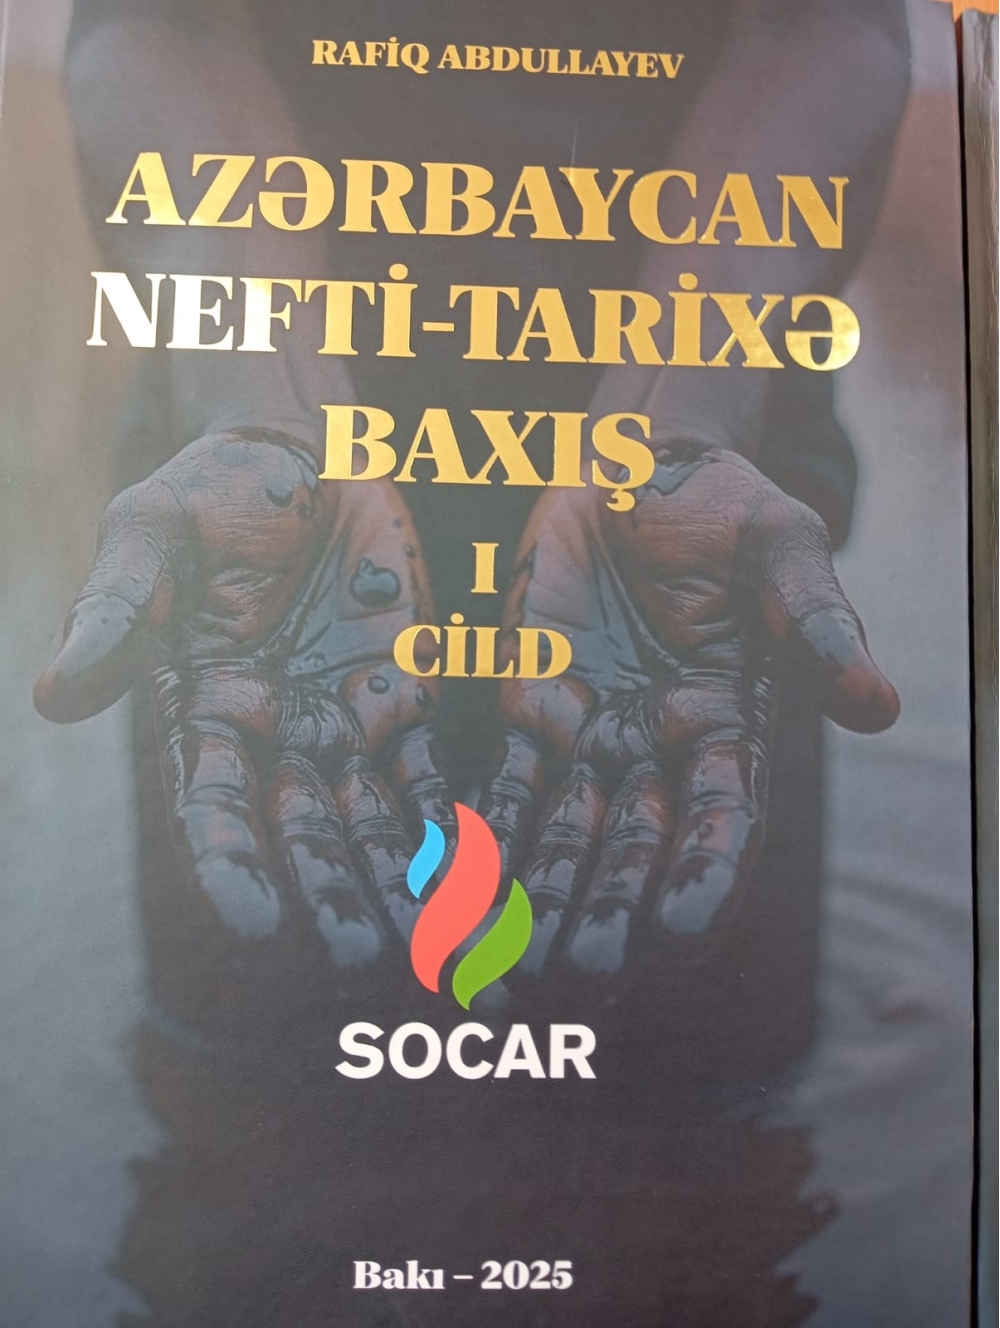 RAFİQ ABDULLAYEV
AZƏRBAYCAN
NEFTİ-TARİXƏ
BAXIŞ
I
CİLD
SOCAR
Bakı – 2025